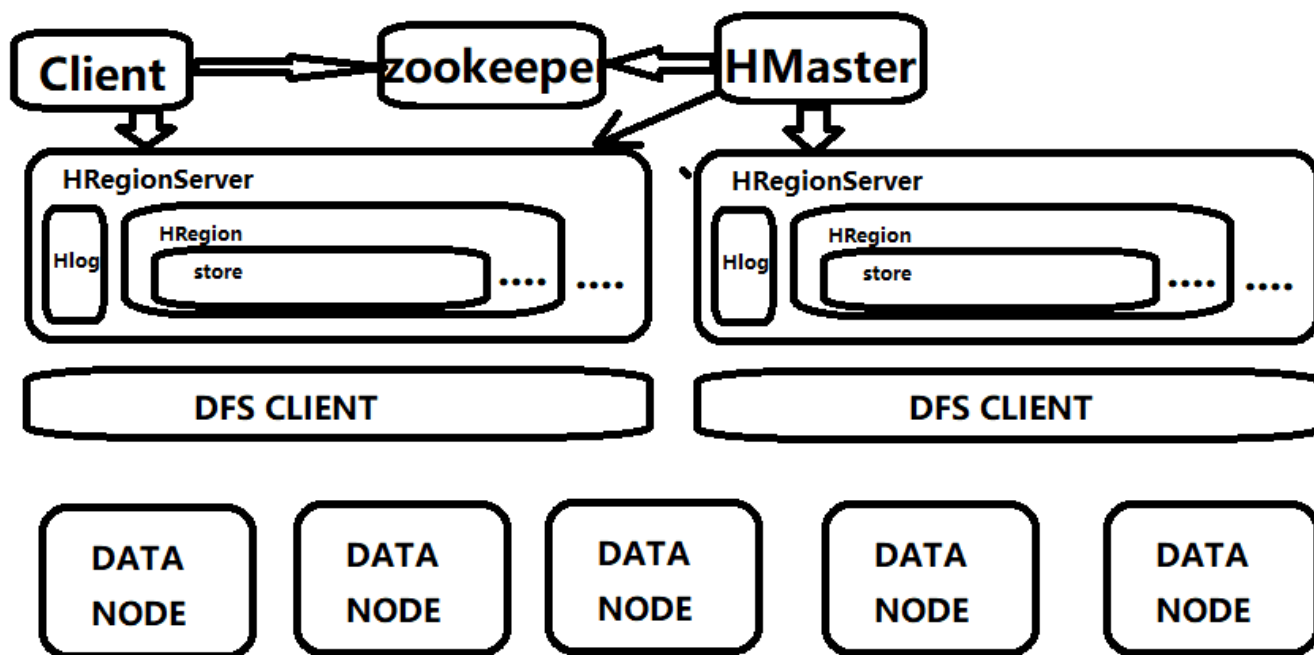 Client
zookeeper
HMaster
HRegionServer
HRegionServer
Hlog
HRegion
store
....
....
Hlog
HRegion
store
....
....
DFS CLIENT
DFS CLIENT
DATA
NODE
DATA
NODE
DATA
NODE
DATA
NODE
DATA
NODE